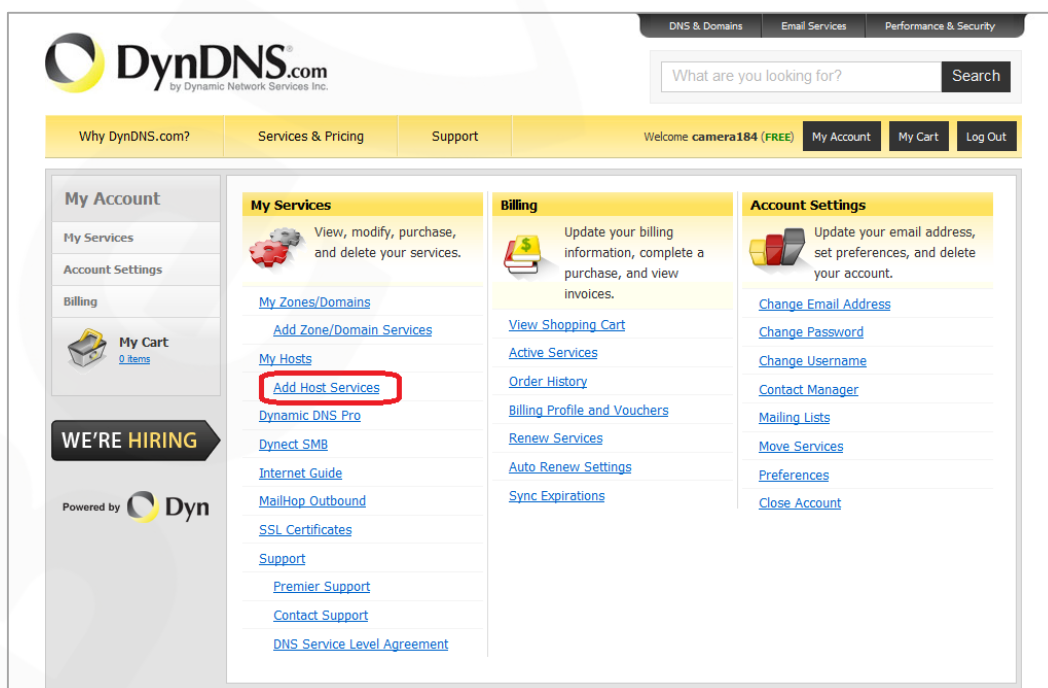 DNS & Domains
Email Services
Performance & Security
DynDNS®.com
by Dynamic Network Services Inc.
What are you looking for?
Search
Why DynDNS.com?
Services & Pricing
Support
Welcome camera184 (FREE)
My Account
My Cart
Log Out
My Account
My Services
Account Settings
Billing
My Cart
0 items
WE'RE HIRING
Powered by Dyn
My Services
View, modify, purchase,
and delete your services.
My Zones/Domains
Add Zone/Domain Services
My Hosts
Add Host Services
Dynamic DNS Pro
Dynect SMB
Internet Guide
MailHop Outbound
SSL Certificates
Support
Premier Support
Contact Support
DNS Service Level Agreement
Billing
Update your billing
information, complete a
purchase, and view
invoices.
View Shopping Cart
Active Services
Order History
Billing Profile and Vouchers
Renew Services
Auto Renew Settings
Sync Expirations
Account Settings
Update your email address,
set preferences, and delete
your account.
Change Email Address
Change Password
Change Username
Contact Manager
Mailing Lists
Move Services
Preferences
Close Account